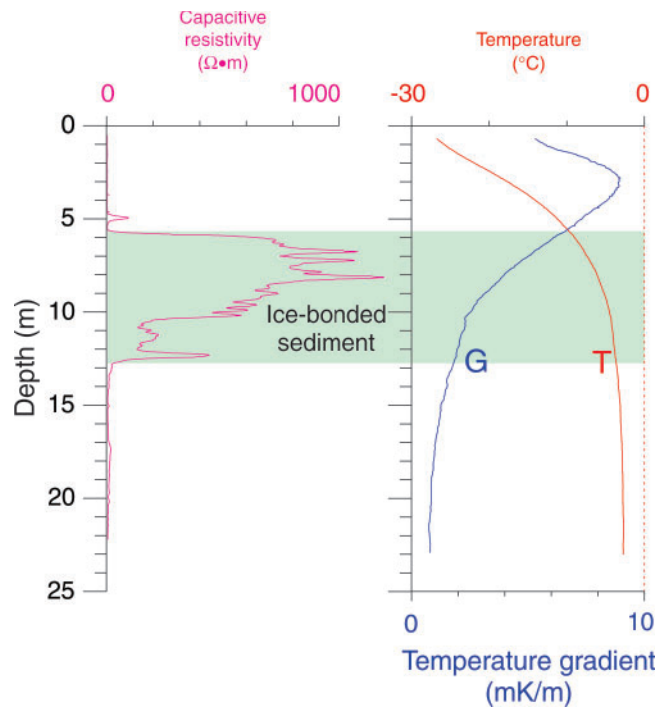 Capacitive
resistivity
(Ω•m)
Temperature
(°C)
0
1000
-30
0
0
5
10
15
20
25
Depth (m)
Ice-bonded
sediment
G
T
0
10
Temperature gradient
(mK/m)